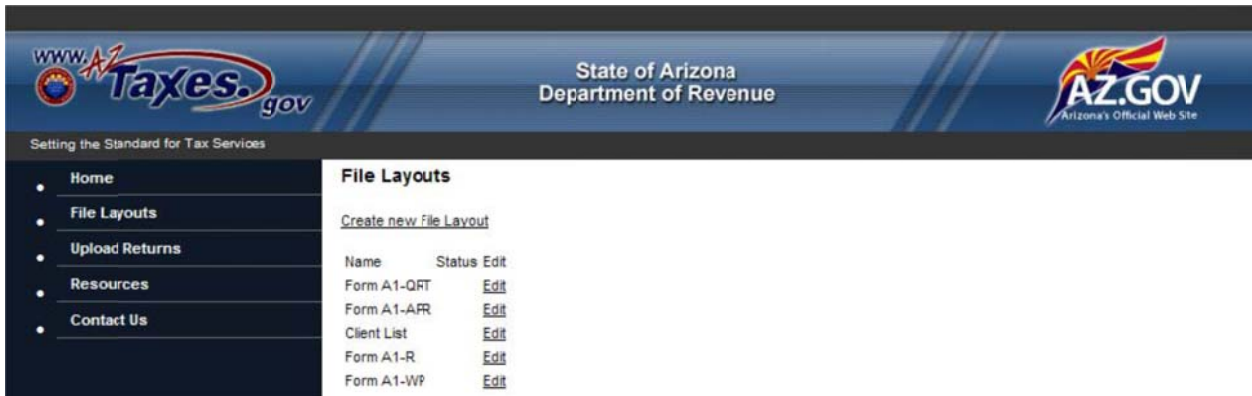 www.AZ
Taxes.gov
State of Arizona
Department of Revenue
AZ.GOV
Arizona's Official Web Site
Setting the Standard for Tax Services
Home
File Layouts
Upload Returns
Resources
Contact Us
File Layouts
Create new File Layout
Name Status Edit
Form A1-QRT Edit
Form A1-APR Edit
Client List Edit
Form A1-R Edit
Form A1-WP Edit